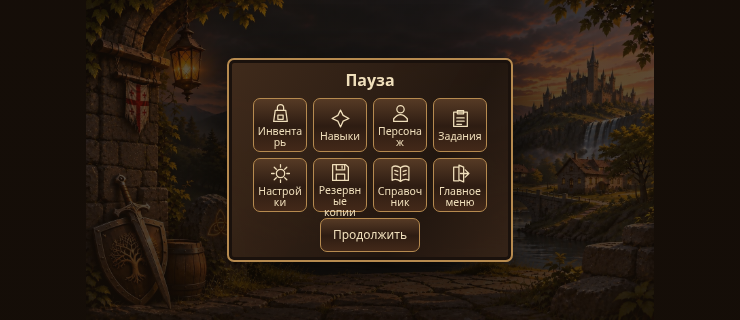 Пауза
Инвента
рь
Навыки
Персона
ж
Задания
Настрой
ки
Резервн
ые
копии
Справоч
ник
Главное
меню
Продолжить